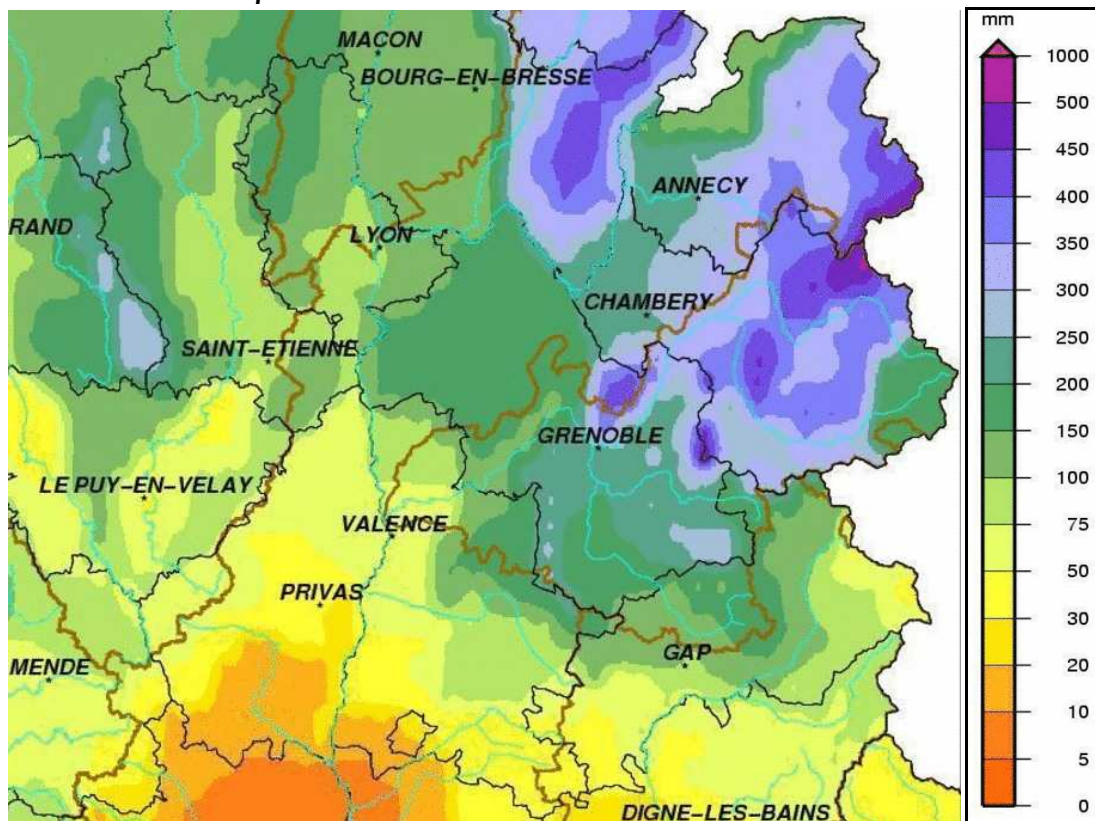 mm
MACON
BOURG-EN-BRESSE
ANNECY
RAND
LYON
CHAMBERY
SAINT-ETIENNE
GRENOBLE
LE PUY-EN-VELAY
VALENCE
PRIVAS
GAP
MENDE
DIGNE-LES-BAINS
1000
500
450
400
350
300
250
200
150
100
75
50
30
20
10
5
0